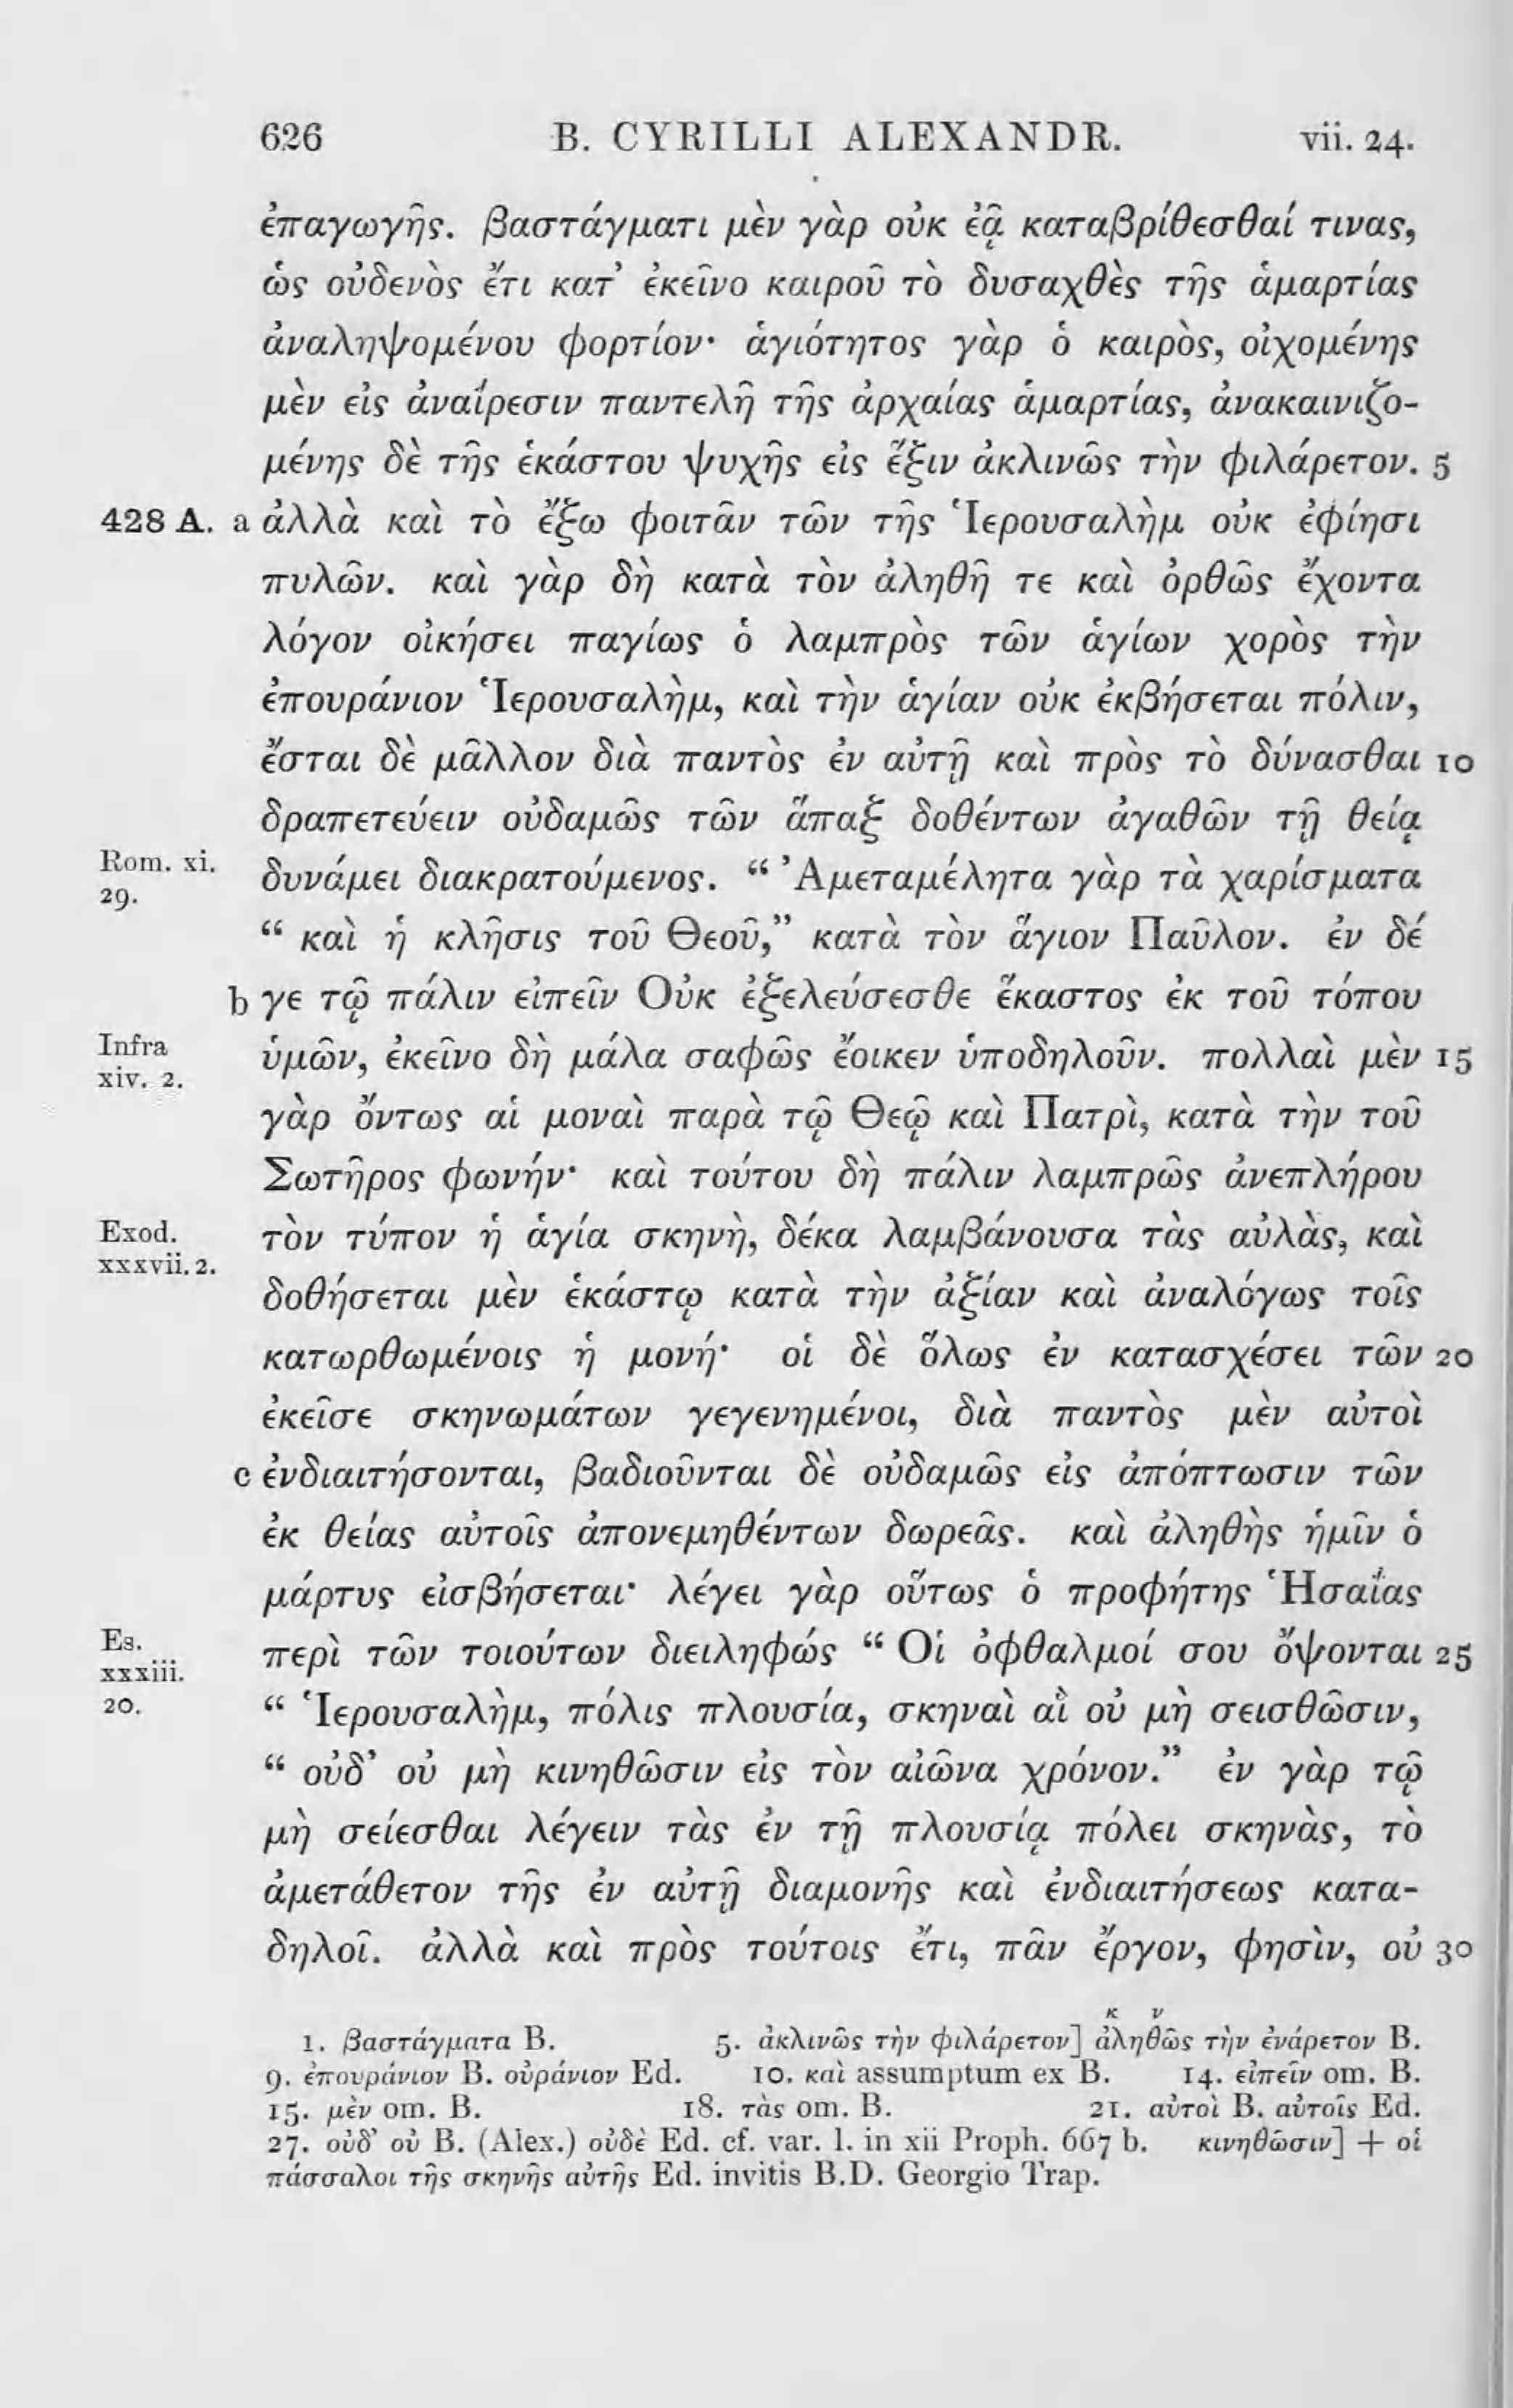 626 B. CYRILLI ALEXANDR. vii. 24.
ἐπαγωγῆς. βαστάγματι μὲν γὰρ οὐκ ἐᾷ καταβρίθεσθαί τινας,
ὡς οὐδενὸς ἔτι κατ’ ἐκεῖνο καιροῦ τὸ δυσαχθὲς τῆς ἁμαρτίας
ἀναληψομένου φορτίον· ἁγιότητος γὰρ ὁ καιρὸς, οἰχομένης
μὲν εἰς ἀναίρεσιν παντελῆ τῆς ἀρχαίας ἁμαρτίας, ἀνακαινιζο-
μένης δὲ τῆς ἑκάστου ψυχῆς εἰς ἕξιν ἀκλινῶς τὴν φιλάρετον. 5
428 A. a ἀλλὰ καὶ τὸ ἔξω φοιτᾶν τῶν τῆς Ἱερουσαλὴμ οὐκ ἐφίησι
πυλῶν. καὶ γὰρ δὴ κατὰ τὸν ἀληθῆ τε καὶ ὀρθῶς ἔχοντα
λόγον οἰκήσει παγίως ὁ λαμπρὸς τῶν ἁγίων χορὸς τὴν
ἐπουράνιον Ἱερουσαλὴμ, καὶ τὴν ἁγίαν οὐκ ἐκβήσεται πόλιν,
ἔσται δὲ μᾶλλον διὰ παντὸς ἐν αὐτῇ καὶ πρὸς τὸ δύνασθαι 10
δραπετεύειν οὐδαμῶς τῶν ἅπαξ δοθέντων ἀγαθῶν τῇ θείᾳ
Rom. xi. 29. δυνάμει διακρατούμενος. “ Ἀμεταμέλητα γὰρ τὰ χαρίσματα
“ καὶ ἡ κλῆσις τοῦ Θεοῦ,” κατὰ τὸν ἅγιον Παῦλον. ἐν δέ
b γε τῷ πάλιν εἰπεῖν Οὐκ ἐξελεύσεσθε ἕκαστος ἐκ τοῦ τόπου
Infra xiv. 2. ὑμῶν, ἐκεῖνο δὴ μάλα σαφῶς ἔοικεν ὑποδηλοῦν. πολλαὶ μὲν 15
γὰρ ὄντως αἱ μοναὶ παρὰ τῷ Θεῷ καὶ Πατρὶ, κατὰ τὴν τοῦ
Σωτῆρος φωνήν· καὶ τούτου δὴ πάλιν λαμπρῶς ἀνεπλήρου
Exod. xxxvii. 2. τὸν τύπον ἡ ἁγία σκηνὴ, δέκα λαμβάνουσα τὰς αὐλὰς, καὶ
δοθήσεται μὲν ἑκάστῳ κατὰ τὴν ἀξίαν καὶ ἀναλόγως τοῖς
κατωρθωμένοις ἡ μονή· οἱ δὲ ὅλως ἐν κατασχέσει τῶν 20
ἐκεῖσε σκηνωμάτων γεγενημένοι, διὰ παντὸς μὲν αὐτοὶ
c ἐνδιαιτήσονται, βαδιοῦνται δὲ οὐδαμῶς εἰς ἀπόπτωσιν τῶν
ἐκ θείας αὐτοῖς ἀπονεμηθέντων δωρεᾶς. καὶ ἀληθὴς ἡμῖν ὁ
μάρτυς εἰσβήσεται· λέγει γὰρ οὕτως ὁ προφήτης Ἡσαΐας
Es. xxxiii. 20. περὶ τῶν τοιούτων διειληφώς “ Οἱ ὀφθαλμοί σου ὄψονται 25
“ Ἱερουσαλὴμ, πόλις πλουσία, σκηναὶ αἳ οὐ μὴ σεισθῶσιν,
“ οὐδ’ οὐ μὴ κινηθῶσιν εἰς τὸν αἰῶνα χρόνον.” ἐν γὰρ τῷ
μὴ σείεσθαι λέγειν τὰς ἐν τῇ πλουσίᾳ πόλει σκηνὰς, τὸ
ἀμετάθετον τῆς ἐν αὐτῇ διαμονῆς καὶ ἐνδιαιτήσεως κατα-
δηλοῖ. ἀλλὰ καὶ πρὸς τούτοις ἔτι, πᾶν ἔργον, φησὶν, οὐ 30
κ ν
1. βαστάγματα B. 5. ἀκλινῶς τὴν φιλάρετον] ἀληθῶς τὴν ἐνάρετον B.
9. ἐπουράνιον B. οὐράνιον Ed. 10. καὶ assumptum ex B. 14. εἰπεῖν om. B.
15. μὲν om. B. 18. τὰς om. B. 21. αὐτοὶ B. αὐτοῖς Ed.
27. οὐδ’ οὐ B. (Alex.) οὐδὲ Ed. cf. var. l. in xii Proph. 667 b. κινηθῶσιν] + οἱ
πάσσαλοι τῆς σκηνῆς αὐτῆς Ed. invitis B.D. Georgio Trap.